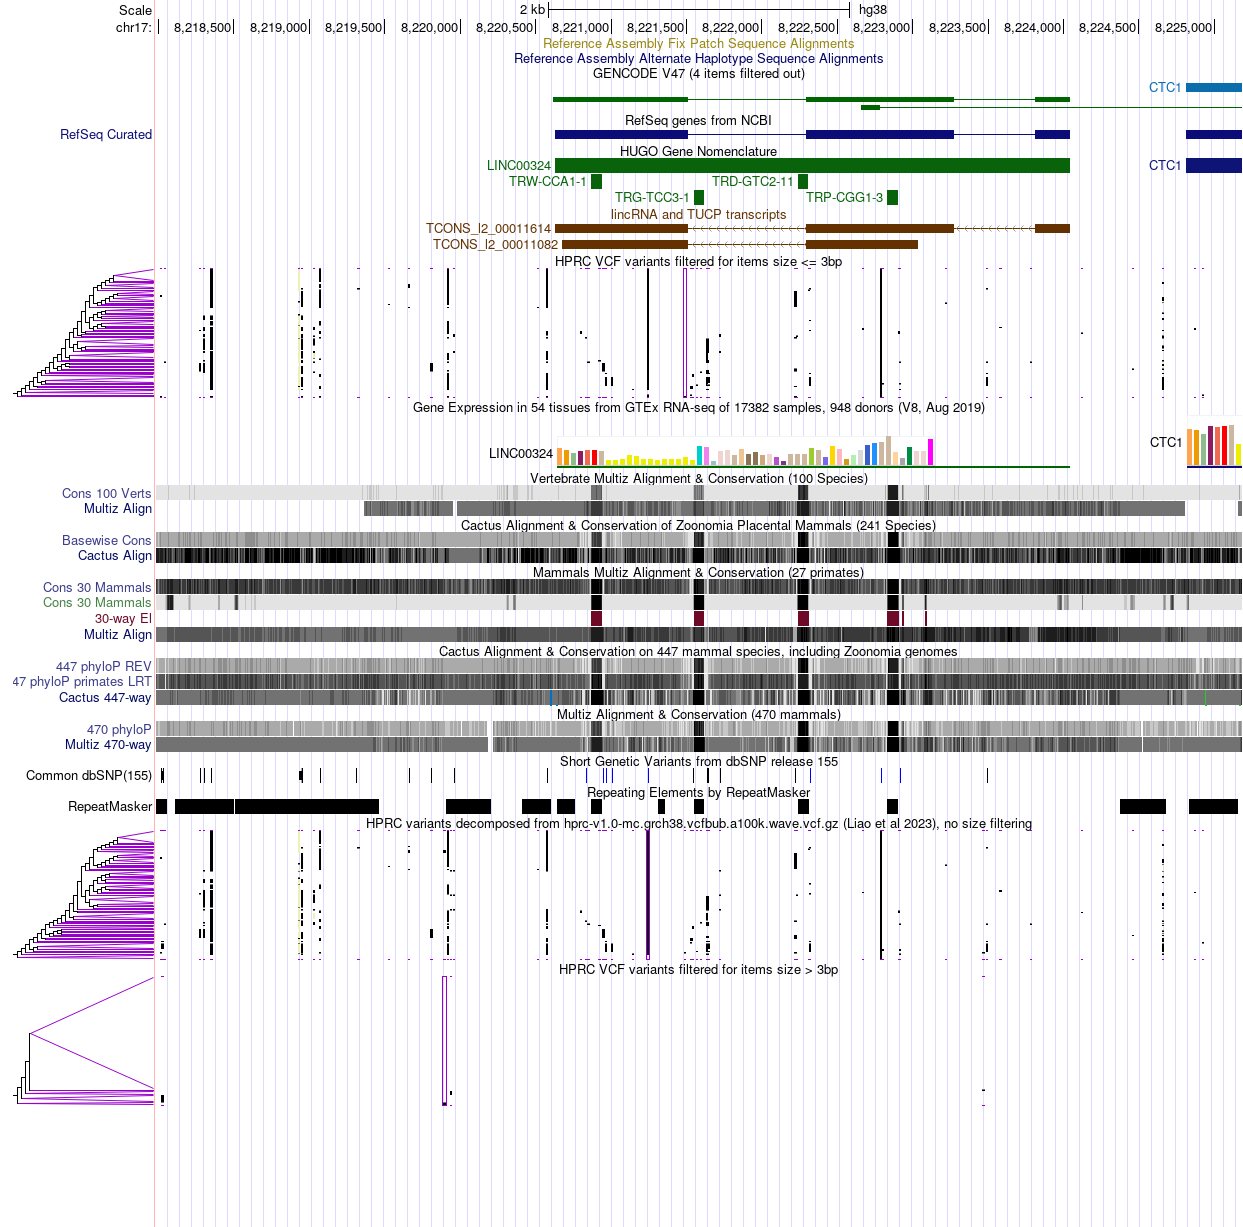 Scale 2 kb hg38
chr17: 8,218,500 8,219,000 8,219,500 8,220,000 8,220,500 8,221,000 8,221,500 8,222,000 8,222,500 8,223,000 8,223,500 8,224,000 8,224,500 8,225,000
Reference Assembly Fix Patch Sequence Alignments
Reference Assembly Alternate Haplotype Sequence Alignments
GENCODE V47 (4 items filtered out)
CTC1
RefSeq genes from NCBI
RefSeq Curated
HUGO Gene Nomenclature
LINC00324 CTC1
TRW-CCA1-1 TRD-GTC2-11
TRG-TCC3-1 TRP-CGG1-3
lincRNA and TUCP transcripts
TCONS_l2_00011614
TCONS_l2_00011082
HPRC VCF variants filtered for items size <= 3bp
Gene Expression in 54 tissues from GTEx RNA-seq of 17382 samples, 948 donors (V8, Aug 2019)
CTC1
LINC00324
Vertebrate Multiz Alignment & Conservation (100 Species)
Cons 100 Verts
Multiz Align
Cactus Alignment & Conservation of Zoonomia Placental Mammals (241 Species)
Basewise Cons
Cactus Align
Mammals Multiz Alignment & Conservation (27 primates)
Cons 30 Mammals
Cons 30 Mammals
30-way El
Multiz Align
Cactus Alignment & Conservation on 447 mammal species, including Zoonomia genomes
447 phyloP REV
47 phyloP primates LRT
Cactus 447-way
Multiz Alignment & Conservation (470 mammals)
470 phyloP
Multiz 470-way
Short Genetic Variants from dbSNP release 155
Common dbSNP(155)
Repeating Elements by RepeatMasker
RepeatMasker
HPRC variants decomposed from hprc-v1.0-mc.grch38.vcfbub.a100k.wave.vcf.gz (Liao et al 2023), no size filtering
HPRC VCF variants filtered for items size > 3bp